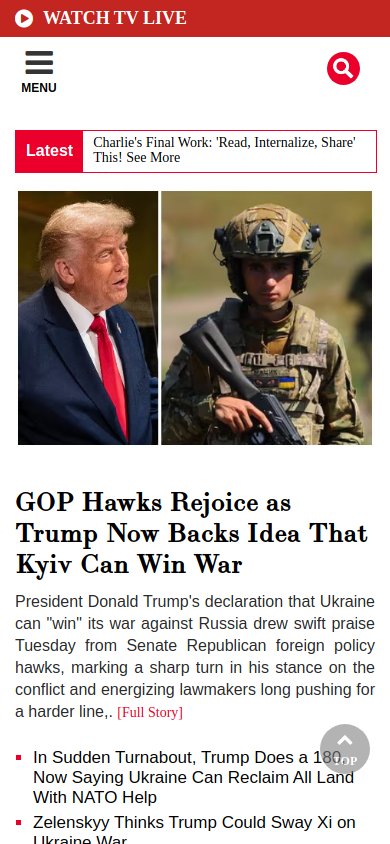 WATCH TV LIVE
MENU
Latest
Charlie's Final Work: 'Read, Internalize, Share'
This! See More
GOP Hawks Rejoice as
Trump Now Backs Idea That
Kyiv Can Win War
President Donald Trump's declaration that Ukraine
can "win" its war against Russia drew swift praise
Tuesday from Senate Republican foreign policy
hawks, marking a sharp turn in his stance on the
conflict and energizing lawmakers long pushing for
a harder line,. [Full Story]
In Sudden Turnabout, Trump Does a 180,
Now Saying Ukraine Can Reclaim All Land
With NATO Help
TOP
Zelenskyy Thinks Trump Could Sway Xi on
Ukraine War